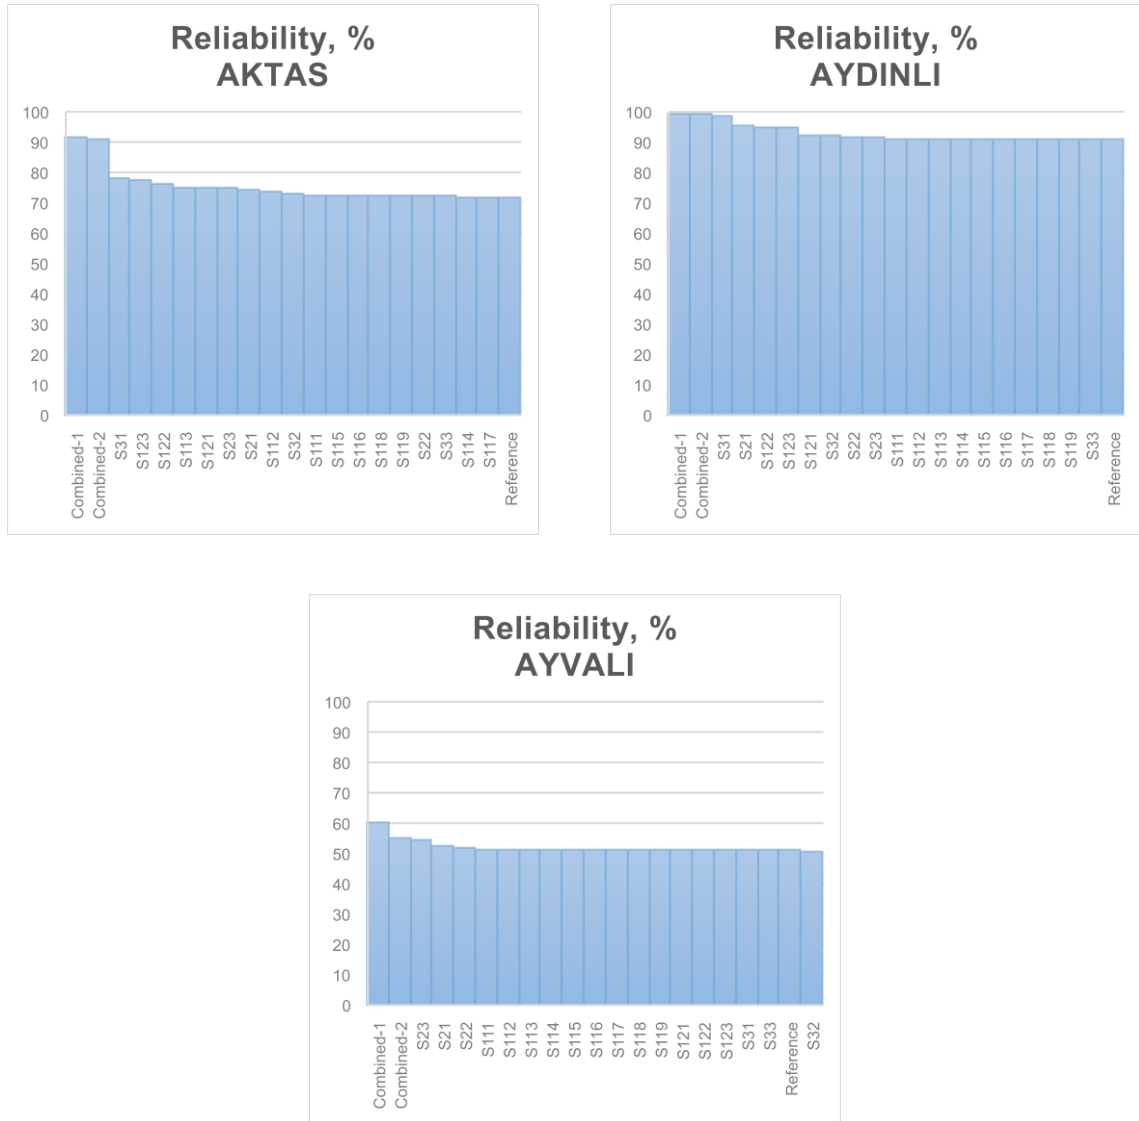 Reliability, %
AKTAS
100
90
80
70
60
50
40
30
20
10
0
Combined-1
Combined-2
S31
S123
S122
S113
S121
S23
S21
S112
S32
S111
S115
S116
S118
S119
S22
S33
S114
S117
Reference
Reliability, %
AYDINLI
100
90
80
70
60
50
40
30
20
10
0
Combined-1
Combined-2
S31
S21
S122
S123
S121
S32
S22
S23
S111
S112
S113
S114
S115
S116
S117
S118
S119
S33
Reference
Reliability, %
AYVALI
100
90
80
70
60
50
40
30
20
10
0
Combined-1
Combined-2
S23
S21
S22
S111
S112
S113
S114
S115
S116
S117
S118
S119
S121
S122
S123
S31
S33
Reference
S32